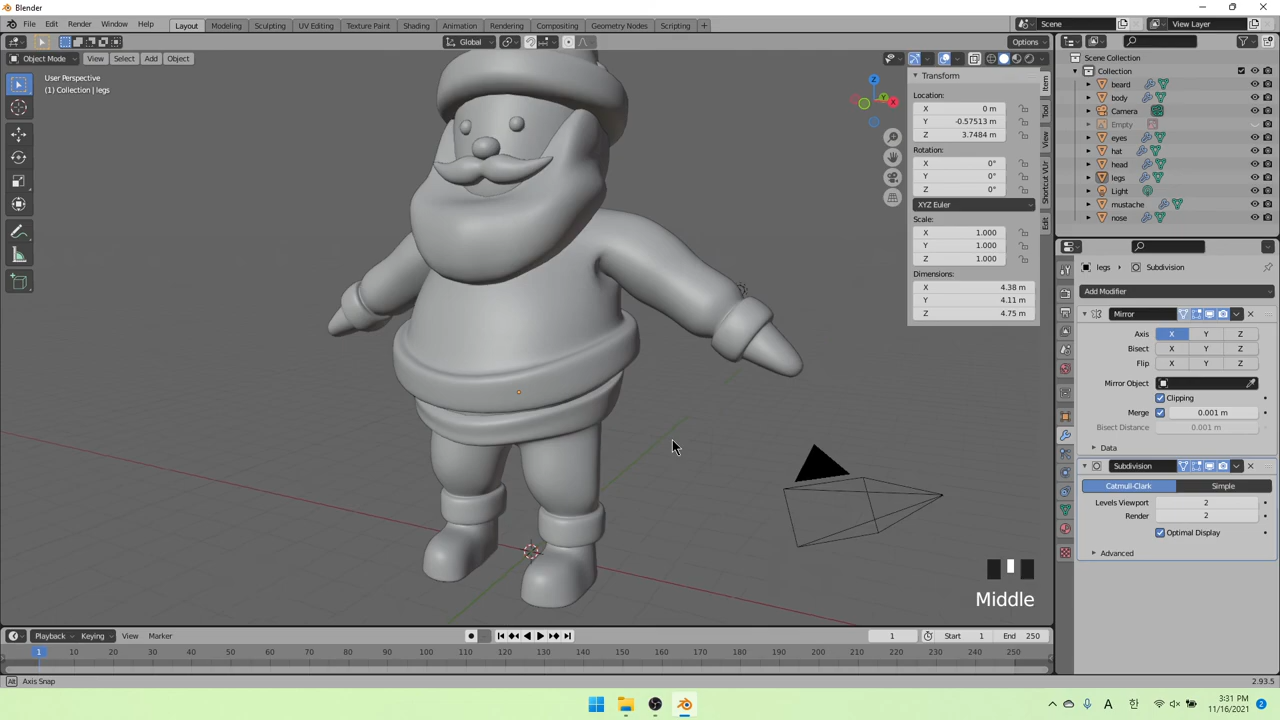 Blender
File Edit Render Window Help Layout Modeling Sculpting UV Editing Texture Paint Shading Animation Rendering Compositing Geometry Nodes Scripting + Scene View Layer
Global Options
Object Mode View Select Add Object
User Perspective
(1) Collection | legs
Z
Y
X
Transform
Location:
X 0 m
Y -0.57513 m
Z 3.7484 m
Rotation:
X 0°
Y 0°
Z 0°
XYZ Euler
Scale:
X 1.000
Y 1.000
Z 1.000
Dimensions:
X 4.38 m
Y 4.11 m
Z 4.75 m
Item
Tool
View
Shortcut VUr
Edit
Scene Collection
Collection
beard
body
Camera
Empty
eyes
hat
head
legs
Light
mustache
nose
legs Subdivision
Add Modifier
Mirror
Axis X Y Z
Bisect X Y Z
Flip X Y Z
Mirror Object
Clipping
Merge 0.001 m
Bisect Distance 0.001 m
Data
Subdivision
Catmull-Clark Simple
Levels Viewport 2
Render 2
Optimal Display
Advanced
Middle
Playback Keying View Marker 1 Start 1 End 250
1 10 20 30 40 50 60 70 80 90 100 110 120 130 140 150 160 170 180 190 200 210 220 230 240 250
Alt Axis Snap 2.93.5
A 한 3:31 PM
11/16/2021 2